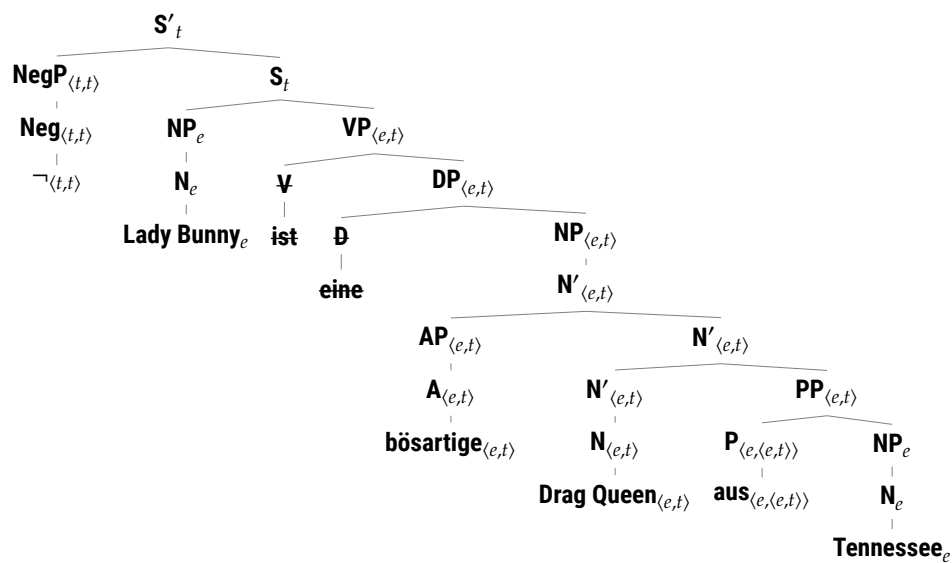 S′ₜ
NegP⟨t,t⟩ Sₜ
Neg⟨t,t⟩ NPₑ VP⟨e,t⟩
¬⟨t,t⟩ Nₑ V DP⟨e,t⟩
Lady Bunnyₑ ist D NP⟨e,t⟩
eine N′⟨e,t⟩
AP⟨e,t⟩ N′⟨e,t⟩
A⟨e,t⟩ N′⟨e,t⟩ PP⟨e,t⟩
bösartige⟨e,t⟩ N⟨e,t⟩ P⟨e,⟨e,t⟩⟩ NPₑ
Drag Queen⟨e,t⟩ aus⟨e,⟨e,t⟩⟩ Nₑ
Tennesseeₑ